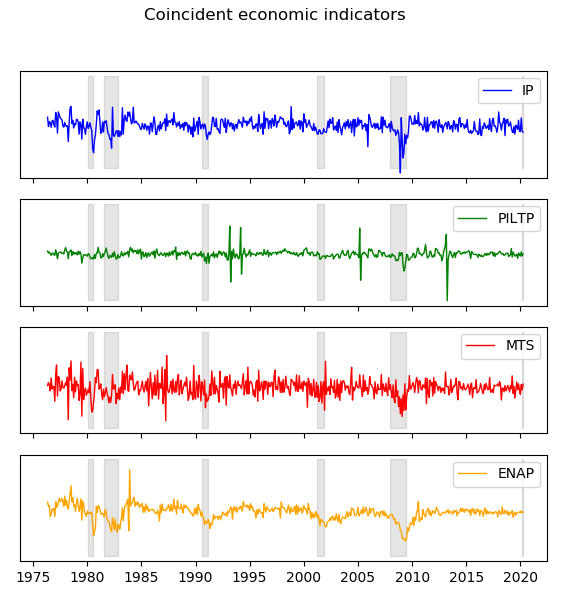 Coincident economic indicators
IP
PILTP
MTS
ENAP
1975 1980 1985 1990 1995 2000 2005 2010 2015 2020